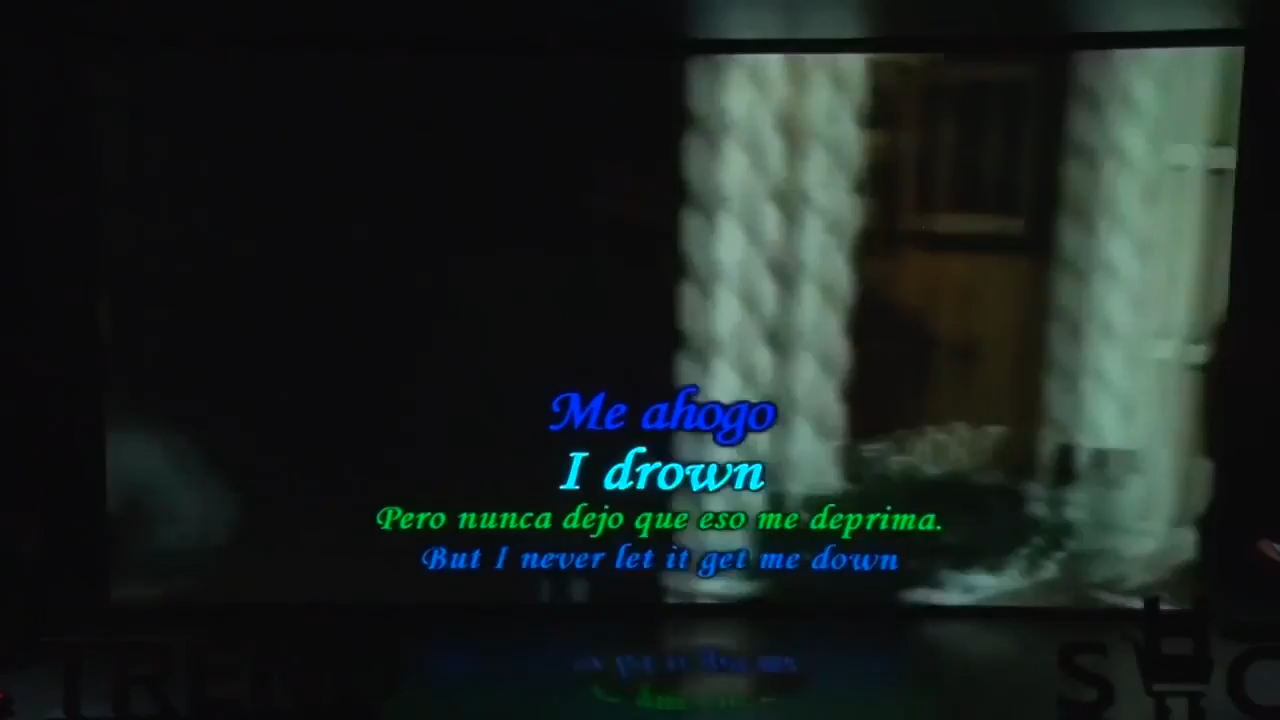 Me ahogo
I drown
Pero nunca dejo que eso me deprima.
But I never let it get me down